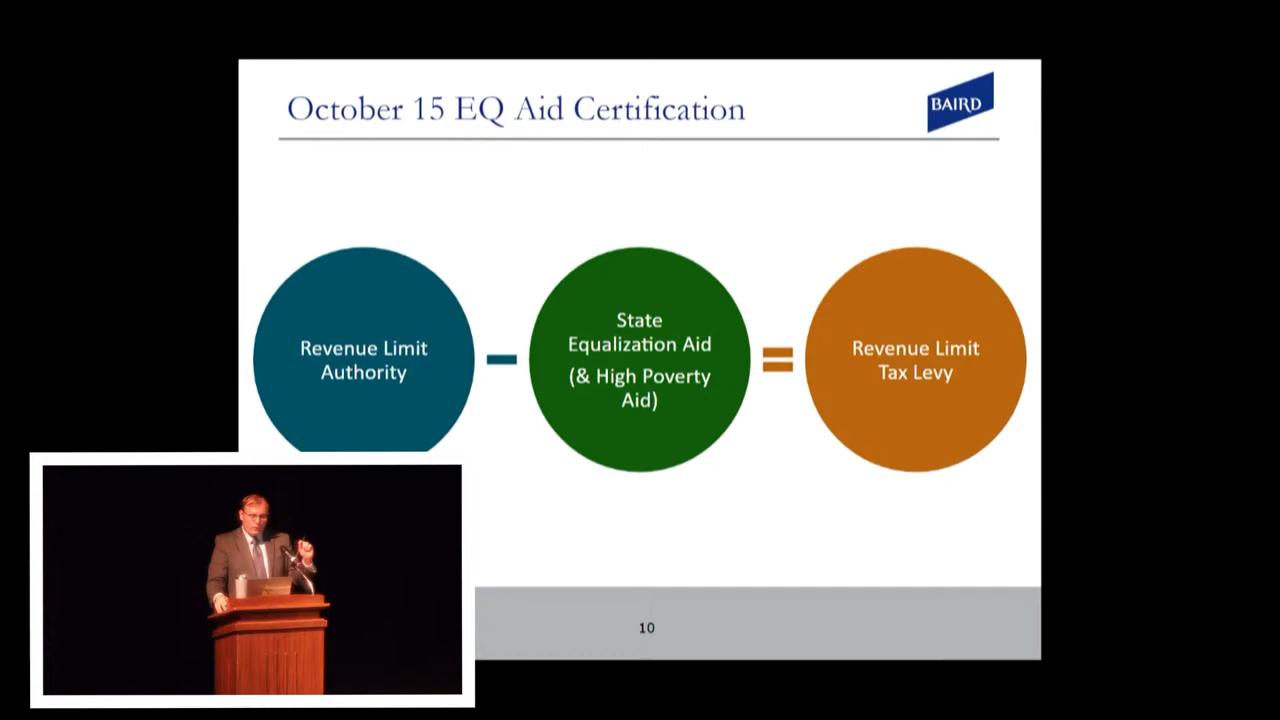 October 15 EQ Aid Certification
BAIRD
Revenue Limit
Authority
State
Equalization Aid
(& High Poverty
Aid)
Revenue Limit
Tax Levy
10